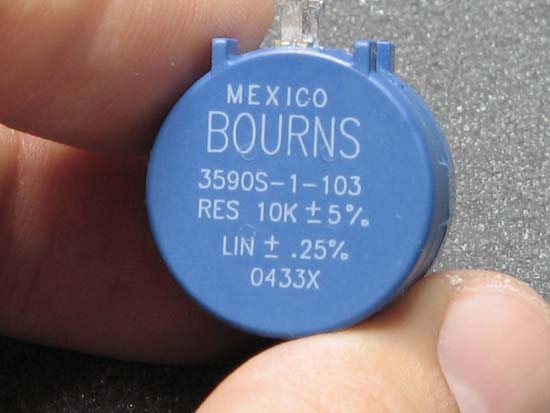 MEXICO
BOURNS
3590S-1-103
RES 10K ± 5%
LIN ± .25%
0433X